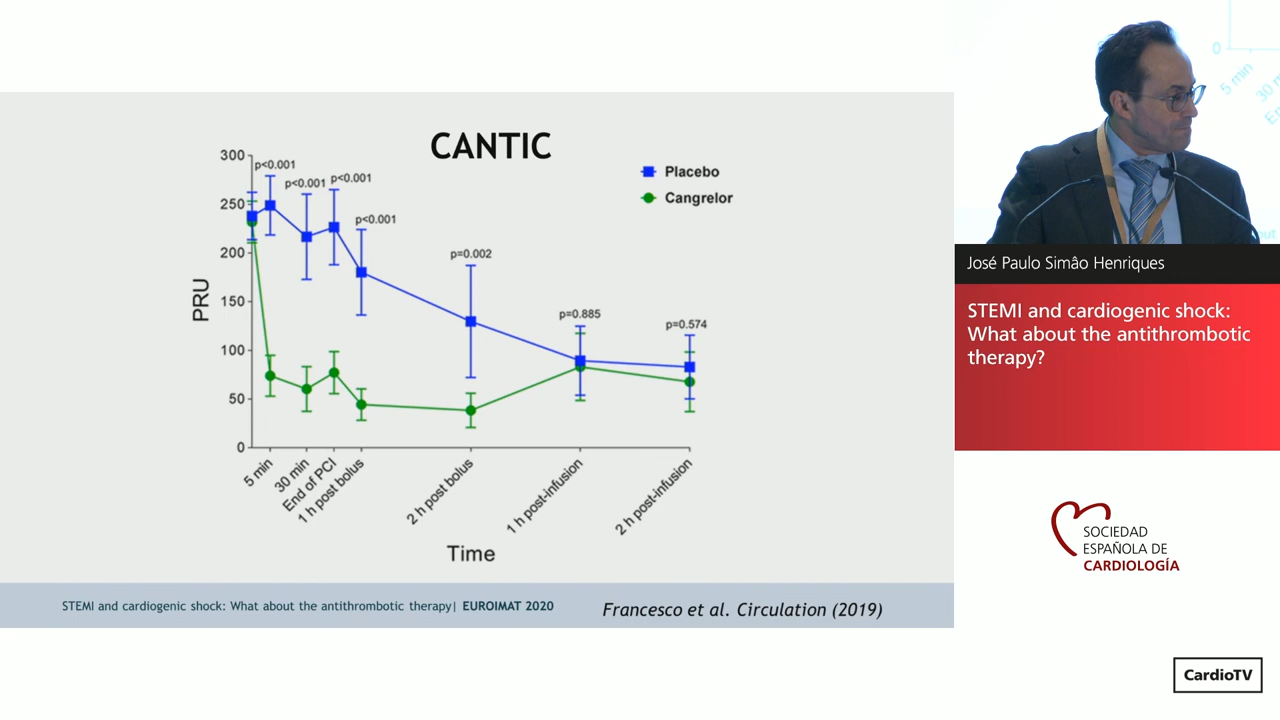 CANTIC
300
250
200
150
100
50
0
PRU
p<0.001
p<0.001
p<0.001
p<0.001
p=0.002
p=0.885
p=0.574
Placebo
Cangrelor
5 min
30 min
End of PCI
1 h post bolus
2 h post bolus
1 h post-infusion
2 h post-infusion
Time
STEMI and cardiogenic shock: What about the antithrombotic therapy| EUROIMAT 2020
Francesco et al. Circulation (2019)
0
5 min
José Paulo Simâo Henriques
STEMI and cardiogenic shock:
What about the antithrombotic
therapy?
SOCIEDAD
ESPAÑOLA DE
CARDIOLOGÍA
CardioTV